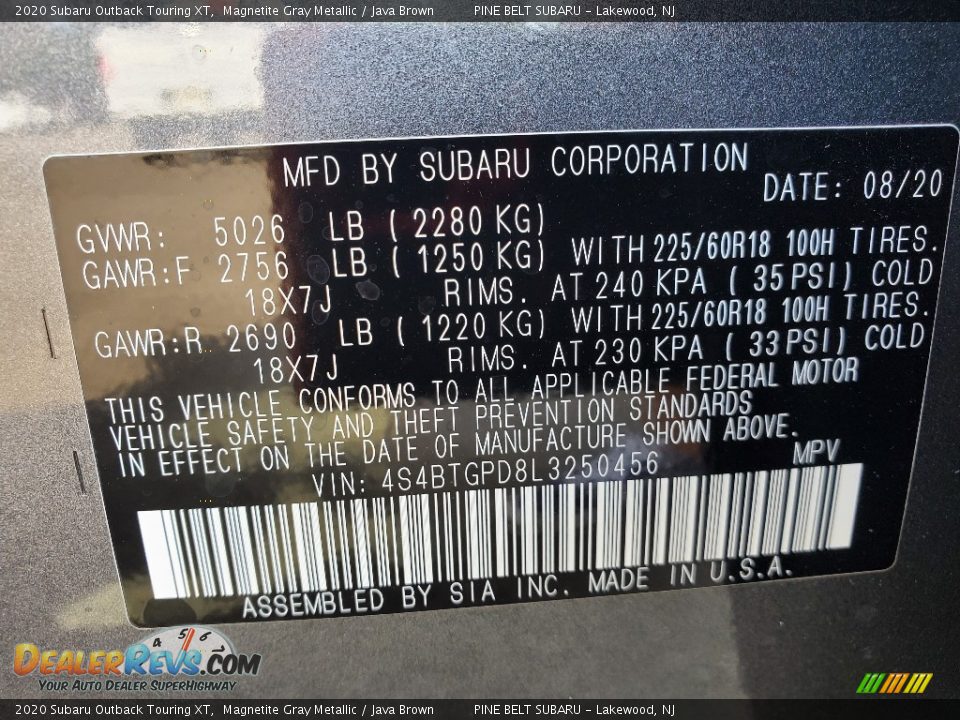 2020 Subaru Outback Touring XT, Magnetite Gray Metallic / Java Brown PINE BELT SUBARU - Lakewood, NJ
MFD BY SUBARU CORPORATION
DATE: 08/20
GVWR: 5026 LB ( 2280 KG)
GAWR:F 2756 LB ( 1250 KG) WITH 225/60R18 100H TIRES.
18X7J RIMS. AT 240 KPA ( 35 PSI) COLD
GAWR:R 2690 LB ( 1220 KG) WITH 225/60R18 100H TIRES.
18X7J RIMS. AT 230 KPA ( 33 PSI) COLD
THIS VEHICLE CONFORMS TO ALL APPLICABLE FEDERAL MOTOR
VEHICLE SAFETY AND THEFT PREVENTION STANDARDS
IN EFFECT ON THE DATE OF MANUFACTURE SHOWN ABOVE.
VIN: 4S4BTGPD8L3250456 MPV
ASSEMBLED BY SIA INC. MADE IN U.S.A.
4 5 6 7
DEALERREVS.COM
YOUR AUTO DEALER SUPERHIGHWAY
2020 Subaru Outback Touring XT, Magnetite Gray Metallic / Java Brown PINE BELT SUBARU - Lakewood, NJ